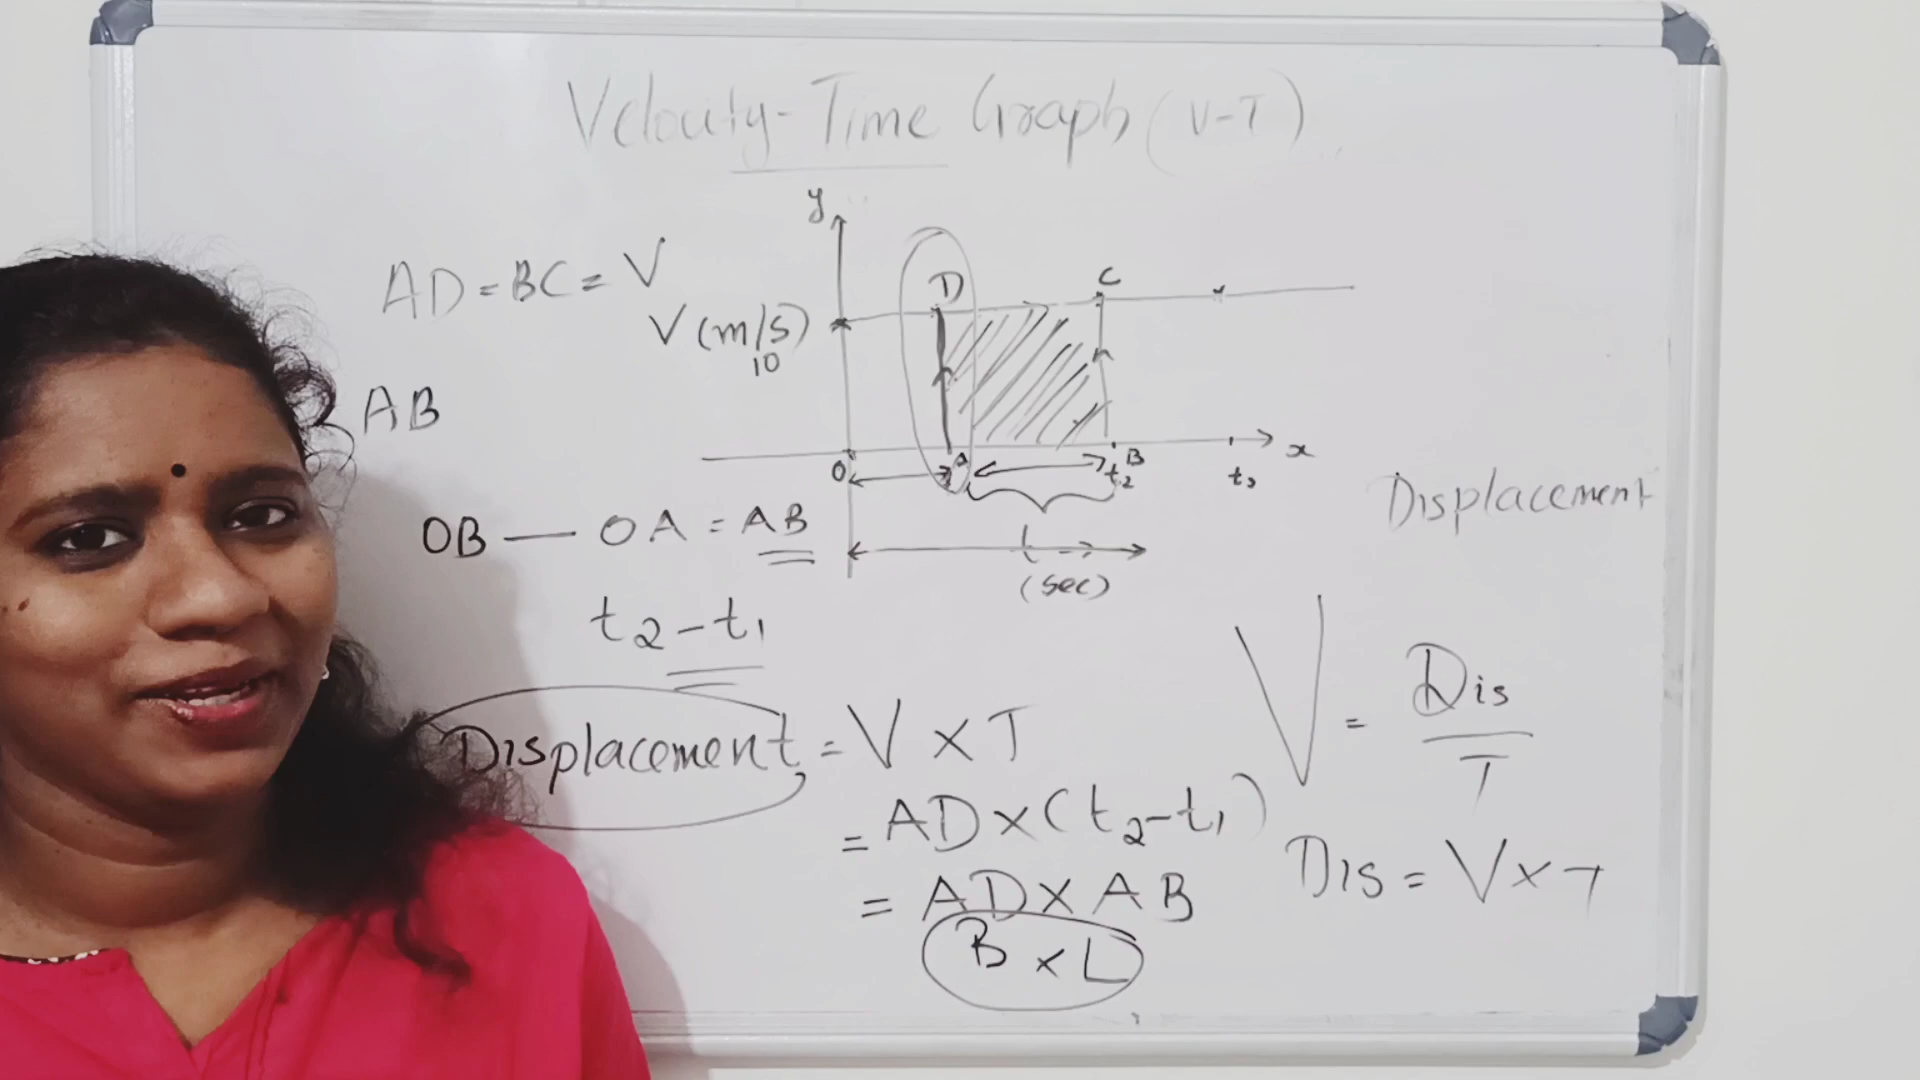 Velocity-Time Graph (V-T)
y
AD = BC = V
D
C
V (m/s)
10
AB
O
A
t2
B
t3
x
OB — OA = AB
t
(sec)
Displacement
t2 - t1
Displacement = V X T
V = Dis
T
= AD X (t2 - t1)
= AD X AB
Dis = V x T
B x L